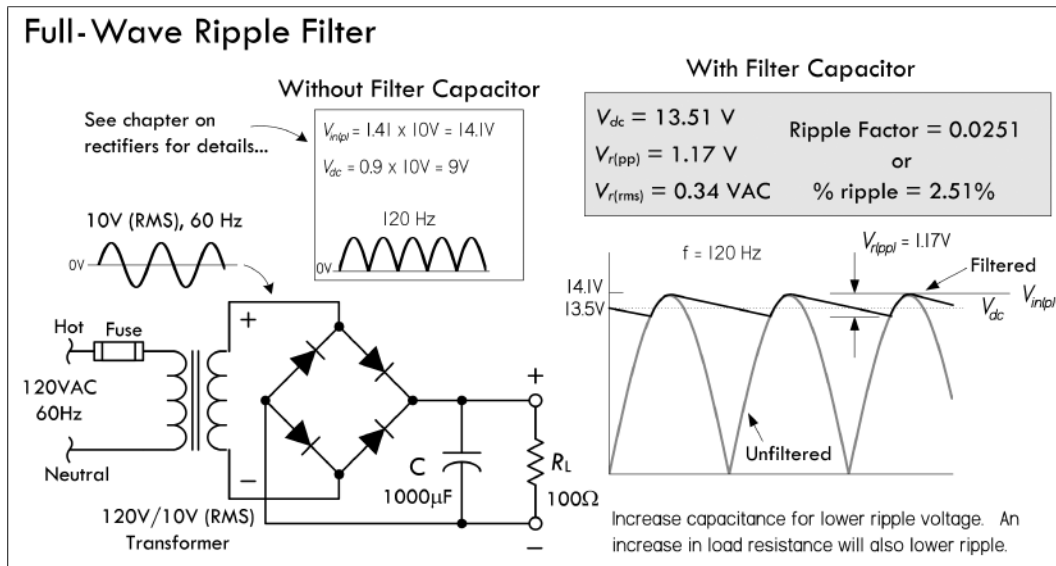 Full-Wave Ripple Filter
See chapter on
rectifiers for details...
Without Filter Capacitor
Vin(p) = 1.41 x 10V = 14.1V
Vdc = 0.9 x 10V = 9V
120 Hz
0V
With Filter Capacitor
Vdc = 13.51 V
Vr(pp) = 1.17 V
Vr(rms) = 0.34 VAC
Ripple Factor = 0.0251
or
% ripple = 2.51%
10V (RMS), 60 Hz
0V
Hot
Fuse
120VAC
60Hz
Neutral
120V/10V (RMS)
Transformer
+
−
C
1000µF
+
RL
100Ω
−
f = 120 Hz
Vr(pp) = 1.17V
Filtered
14.1V
13.5V
Vin(p)
Vdc
Unfiltered
Increase capacitance for lower ripple voltage. An
increase in load resistance will also lower ripple.